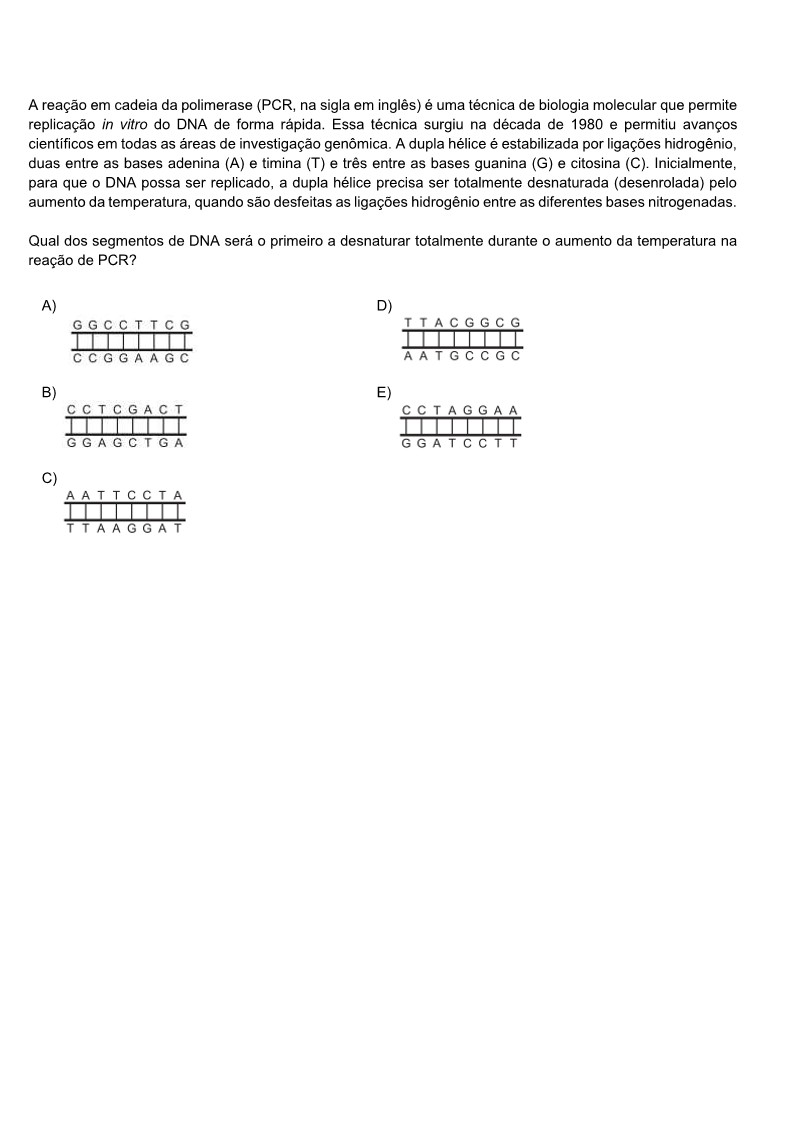 A reação em cadeia da polimerase (PCR, na sigla em inglês) é uma técnica de biologia molecular que permite
replicação in vitro do DNA de forma rápida. Essa técnica surgiu na década de 1980 e permitiu avanços
científicos em todas as áreas de investigação genômica. A dupla hélice é estabilizada por ligações hidrogênio,
duas entre as bases adenina (A) e timina (T) e três entre as bases guanina (G) e citosina (C). Inicialmente,
para que o DNA possa ser replicado, a dupla hélice precisa ser totalmente desnaturada (desenrolada) pelo
aumento da temperatura, quando são desfeitas as ligações hidrogênio entre as diferentes bases nitrogenadas.
Qual dos segmentos de DNA será o primeiro a desnaturar totalmente durante o aumento da temperatura na
reação de PCR?
A)
G G C C T T C G
C C G G A A G C
B)
C C T C G A C T
G G A G C T G A
C)
A A T T C C T A
T T A A G G A T
D)
T T A C G G C G
A A T G C C G C
E)
C C T A G G A A
G G A T C C T T